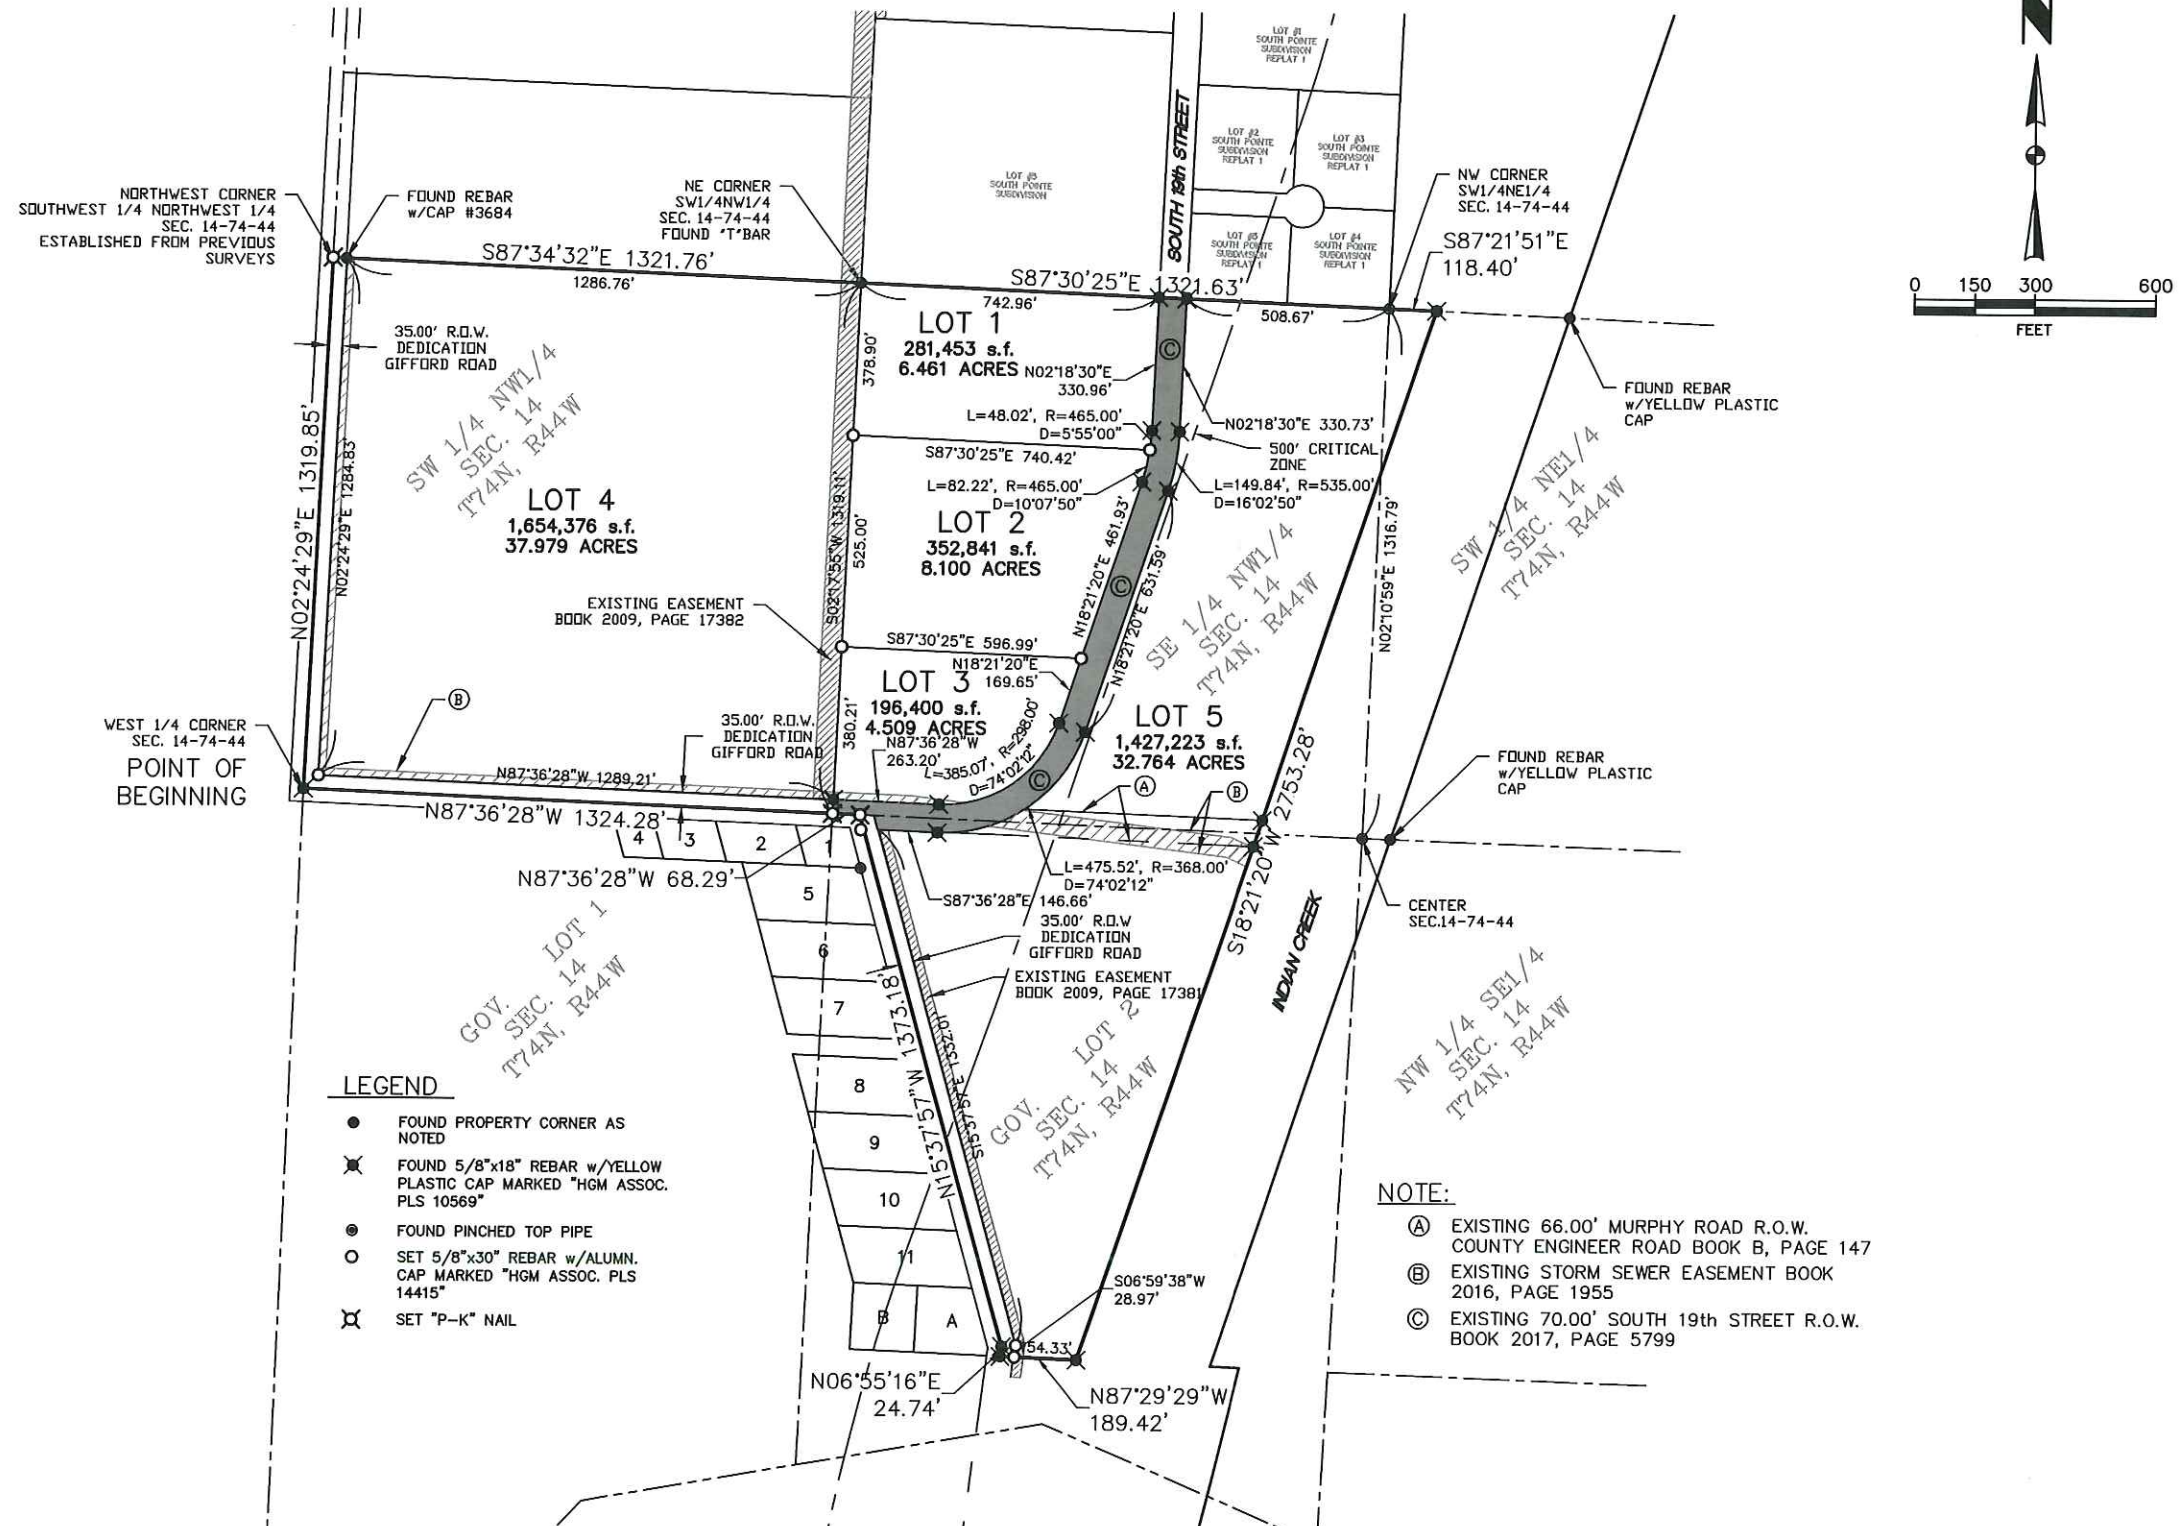 N
0 150 300 600
FEET
LOT #1
SOUTH POINTE
SUBDIVISION
REPLAT 1
LOT #2
SOUTH POINTE
SUBDIVISION
REPLAT 1
LOT #3
SOUTH POINTE
SUBDIVISION
REPLAT 1
LOT #5
SOUTH POINTE
SUBDIVISION
REPLAT 1
LOT #4
SOUTH POINTE
SUBDIVISION
REPLAT 1
SOUTH POINTE
SUBDIVISION
SOUTH 19th STREET
NORTHWEST CORNER
SOUTHWEST 1/4 NORTHWEST 1/4
SEC. 14-74-44
ESTABLISHED FROM PREVIOUS
SURVEYS
FOUND REBAR
w/CAP #3684
NE CORNER
SW1/4NW1/4
SEC. 14-74-44
FOUND "T"BAR
NW CORNER
SW1/4NE1/4
SEC. 14-74-44
S87°21'51"E
118.40'
S87°34'32"E 1321.76'
1286.76'
S87°30'25"E 1321.63'
742.96'
508.67'
35.00' R.O.W.
DEDICATION
GIFFORD ROAD
N02°24'29"E 1319.85'
N02°24'29"E 1284.83'
SW 1/4 NW1/4
SEC. 14
T74N, R44W
LOT 4
1,654,376 s.f.
37.979 ACRES
LOT 1
281,453 s.f.
6.461 ACRES
378.90'
N02°18'30"E
330.96'
L=48.02', R=465.00'
D=5°55'00"
N02°18'30"E 330.73'
500' CRITICAL
ZONE
S87°30'25"E 740.42'
L=82.22', R=465.00'
D=10°07'50"
L=149.84', R=535.00'
D=16°02'50"
LOT 2
352,841 s.f.
8.100 ACRES
S02°17'55"W 1319.11'
525.00'
N18°21'20"E 461.93'
N18°21'20"E 631.59'
SE 1/4 NW1/4
SEC. 14
T74N, R44W
N02°10'59"E 1316.79'
SW 1/4 NE1/4
SEC. 14
T74N, R44W
FOUND REBAR
w/YELLOW PLASTIC
CAP
EXISTING EASEMENT
BOOK 2009, PAGE 17382
S87°30'25"E 596.99'
N18°21'20"E
169.65'
LOT 3
196,400 s.f.
4.509 ACRES
380.21'
N87°36'28"W
263.20'
L=385.07', R=298.00'
D=74°02'12"
LOT 5
1,427,223 s.f.
32.764 ACRES
S18°21'20"W 2753.28'
B
WEST 1/4 CORNER
SEC. 14-74-44
POINT OF
BEGINNING
35.00' R.O.W.
DEDICATION
GIFFORD ROAD
N87°36'28"W 1289.21'
N87°36'28"W 1324.28'
C
C
C
A
B
FOUND REBAR
w/YELLOW PLASTIC
CAP
4 3 2 1
N87°36'28"W 68.29'
L=475.52', R=368.00'
D=74°02'12"
S87°36'28"E 146.66'
35.00' R.O.W
DEDICATION
GIFFORD ROAD
EXISTING EASEMENT
BOOK 2009, PAGE 17381
CENTER
SEC.14-74-44
INDIAN CREEK
5
6
7
8
9
10
11
B A
N15°37'57"W 1373.18'
S15°37'57"E 1332.01'
GOV. LOT 1
SEC. 14
T74N, R44W
GOV. LOT 2
SEC. 14
T74N, R44W
NW 1/4 SE1/4
SEC. 14
T74N, R44W
S06°59'38"W
28.97'
154.33'
N06°55'16"E
24.74'
N87°29'29"W
189.42'
LEGEND
FOUND PROPERTY CORNER AS
NOTED
FOUND 5/8"x18" REBAR w/YELLOW
PLASTIC CAP MARKED "HGM ASSOC.
PLS 10569"
FOUND PINCHED TOP PIPE
SET 5/8"x30" REBAR w/ALUMN.
CAP MARKED "HGM ASSOC. PLS
14415"
SET "P-K" NAIL
NOTE:
A EXISTING 66.00' MURPHY ROAD R.O.W.
COUNTY ENGINEER ROAD BOOK B, PAGE 147
B EXISTING STORM SEWER EASEMENT BOOK
2016, PAGE 1955
C EXISTING 70.00' SOUTH 19th STREET R.O.W.
BOOK 2017, PAGE 5799